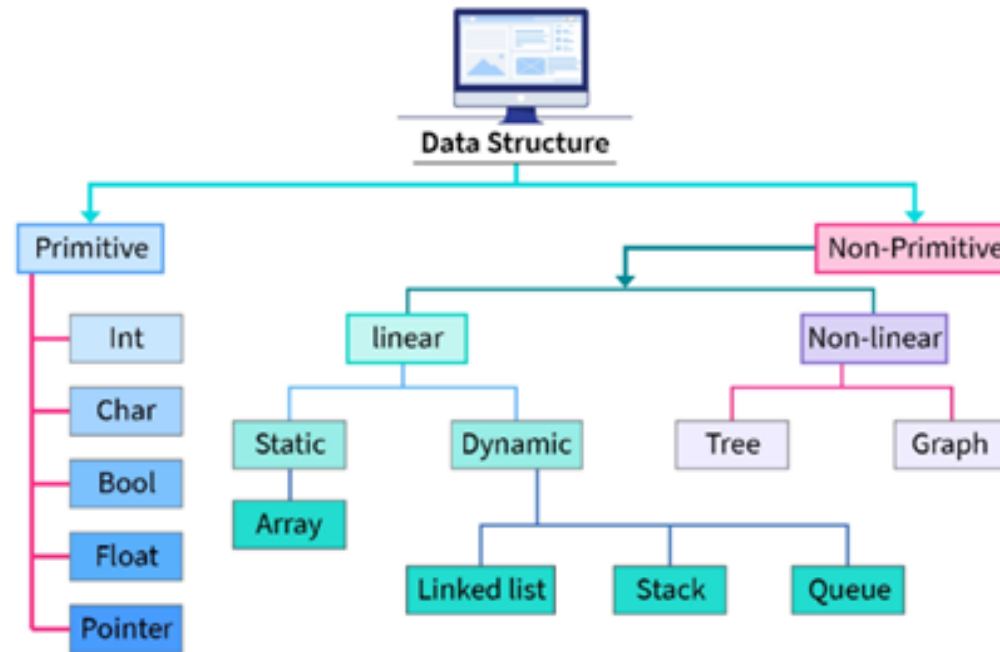 Data Structure
Primitive
Non-Primitive
Int
linear
Non-linear
Char
Static
Dynamic
Tree
Graph
Bool
Array
Float
Linked list
Stack
Queue
Pointer